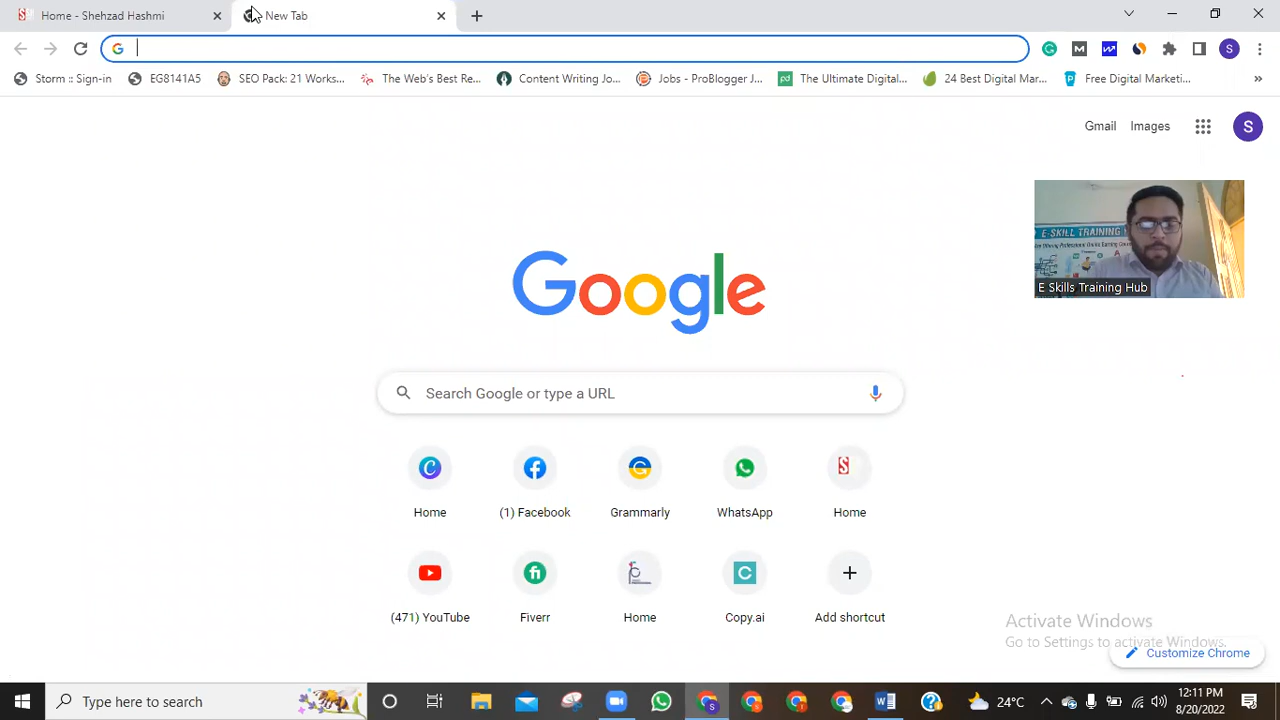 Home - Shehzad Hashmi
New Tab
Storm :: Sign-in
EG8141A5
SEO Pack: 21 Works...
The Web's Best Re...
Content Writing Jo...
Jobs - ProBlogger J...
The Ultimate Digital...
24 Best Digital Mar...
Free Digital Marketi...
S
Gmail
Images
S
E-SKILL TRAINING
E Skills Training Hub
Google
Search Google or type a URL
Home
(1) Facebook
Grammarly
WhatsApp
Home
(471) YouTube
Fiverr
Home
Copy.ai
Add shortcut
Activate Windows
Go to Settings to activate Windows.
Customize Chrome
Type here to search
24°C
12:11 PM
8/20/2022